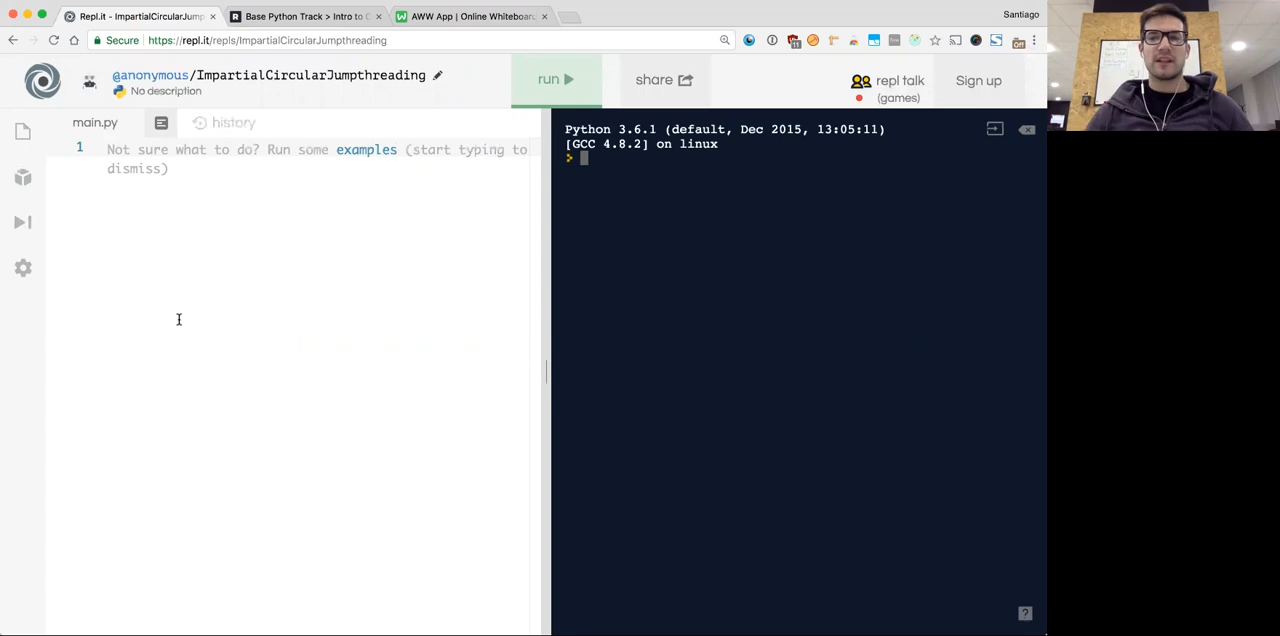 Repl.it - ImpartialCircularJump
Base Python Track > Intro to C
AWW App | Online Whiteboard
Santiago
Secure
https://repl.it/repls/ImpartialCircularJumpthreading
@anonymous/ImpartialCircularJumpthreading
No description
run
share
repl talk
(games)
Sign up
main.py
history
1
Not sure what to do? Run some examples (start typing to
dismiss)
Python 3.6.1 (default, Dec 2015, 13:05:11)
[GCC 4.8.2] on linux
>
?